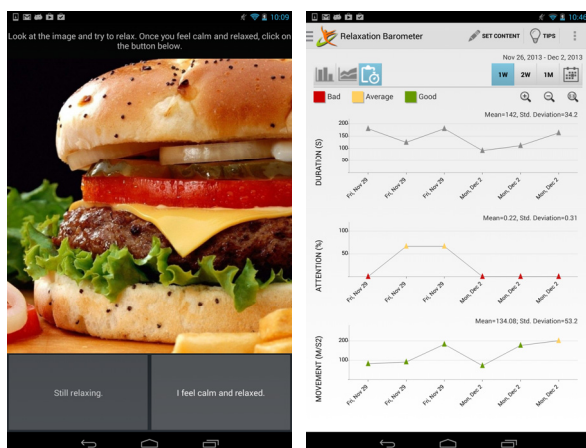 10:09
Look at the image and try to relax. Once you feel calm and relaxed, click on
the button below.
Still relaxing.
I feel calm and relaxed.
10:46
Relaxation Barometer
SET CONTENT
TIPS
Nov 26, 2013 - Dec 2, 2013
1W
2W
1M
Bad
Average
Good
Mean=142, Std. Deviation=34.2
DURATION (S)
200
150
100
50
Fri, Nov 29
Fri, Nov 29
Fri, Nov 29
Mon, Dec 2
Mon, Dec 2
Mon, Dec 2
Mean=0.22, Std. Deviation=0.31
ATTENTION (%)
100
50
Fri, Nov 29
Fri, Nov 29
Fri, Nov 29
Mon, Dec 2
Mon, Dec 2
Mon, Dec 2
Mean=134.08; Std. Deviation=53.2
MOVEMENT (M/S2)
200
100
Fri, Nov 29
Fri, Nov 29
Fri, Nov 29
Mon, Dec 2
Mon, Dec 2
Mon, Dec 2